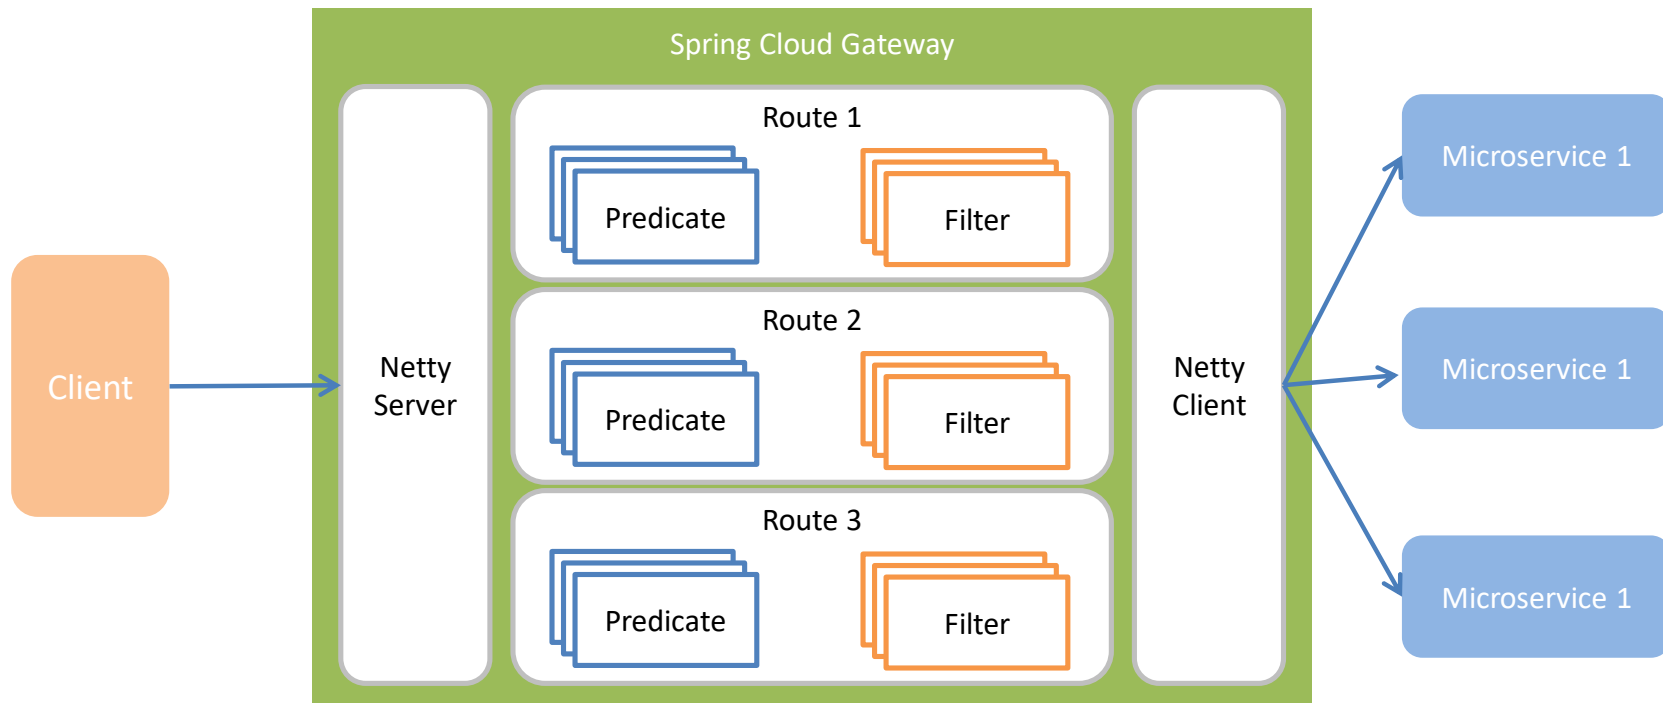 Spring Cloud Gateway
Client
Netty
Server
Route 1
Predicate
Filter
Route 2
Predicate
Filter
Route 3
Predicate
Filter
Netty
Client
Microservice 1
Microservice 1
Microservice 1